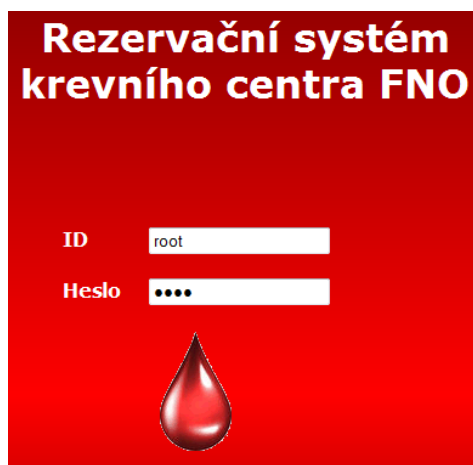 Rezervační systém
krevního centra FNO
ID root
Heslo ••••